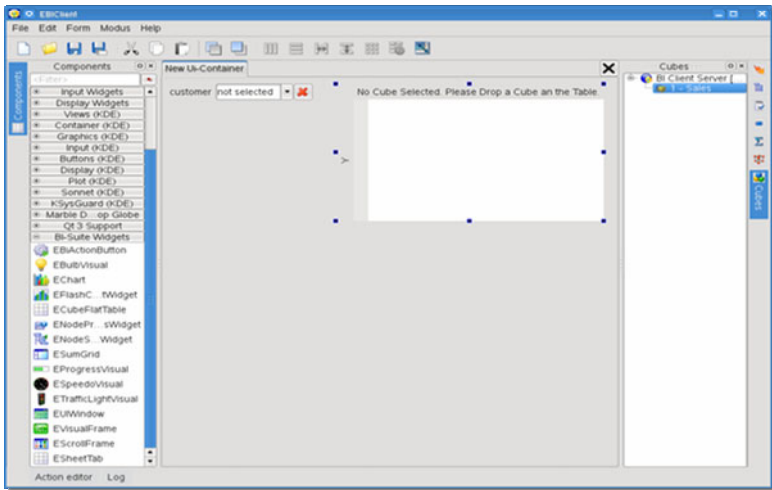 EBIClient
File Edit Form Modus Help
Components
<Filter>
Input Widgets
Display Widgets
Views (KDE)
Container (KDE)
Graphics (KDE)
Input (KDE)
Buttons (KDE)
Display (KDE)
Plot (KDE)
Sonnet (KDE)
KSysGuard (KDE)
Marble D...op Globe
Qt 3 Support
BI-Suite Widgets
EBiActionButton
EBulbVisual
EChart
EFlashC...tWidget
ECubeFlatTable
ENodePr...sWidget
ENodeS...Widget
ESumGrid
EProgressVisual
ESpeedoVisual
ETrafficLightVisual
EUIWindow
EVisualFrame
EScrollFrame
ESheetTab
Components
New Ui-Container
customer not selected
No Cube Selected. Please Drop a Cube an the Table.
Cubes
BI Client Server [
1 - Sales
Cubes
Action editor Log